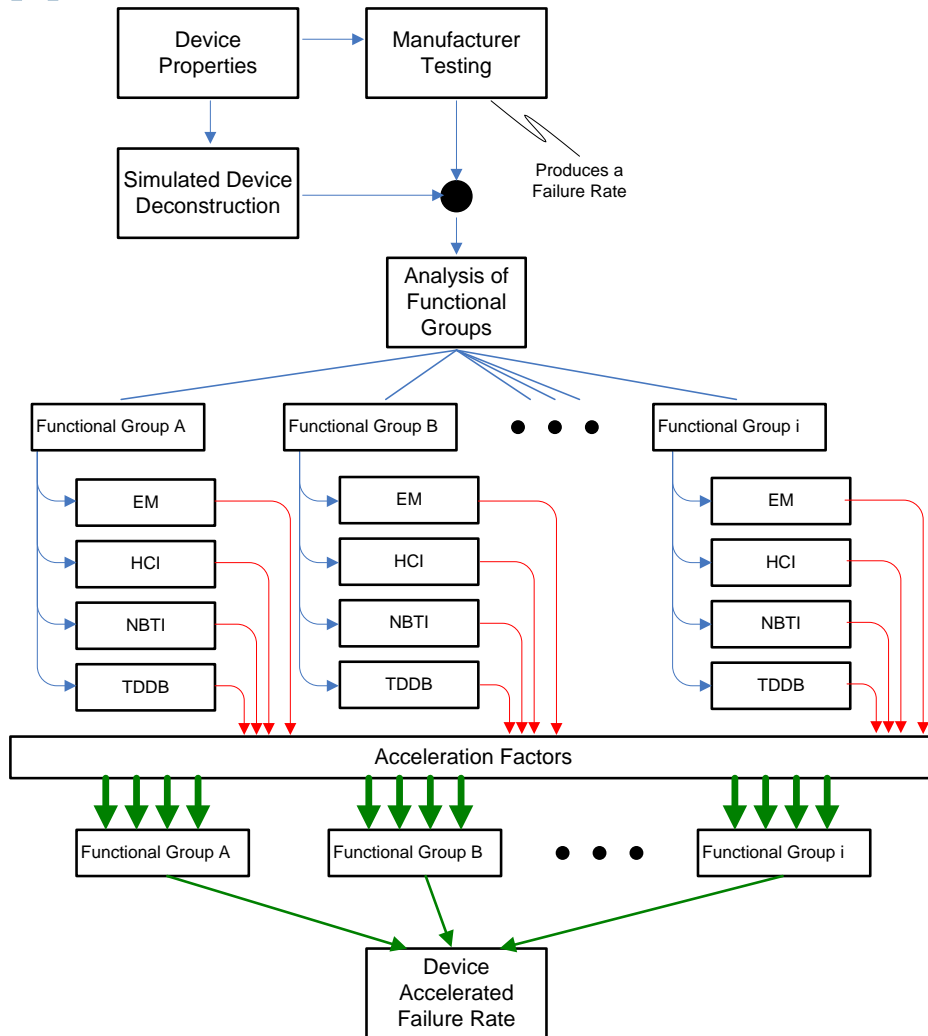 Device
Properties
Manufacturer
Testing
Simulated Device
Deconstruction
Produces a
Failure Rate
Analysis of
Functional
Groups
Functional Group A
Functional Group B
Functional Group i
EM
HCI
NBTI
TDDB
EM
HCI
NBTI
TDDB
EM
HCI
NBTI
TDDB
Acceleration Factors
Functional Group A
Functional Group B
Functional Group i
Device
Accelerated
Failure Rate